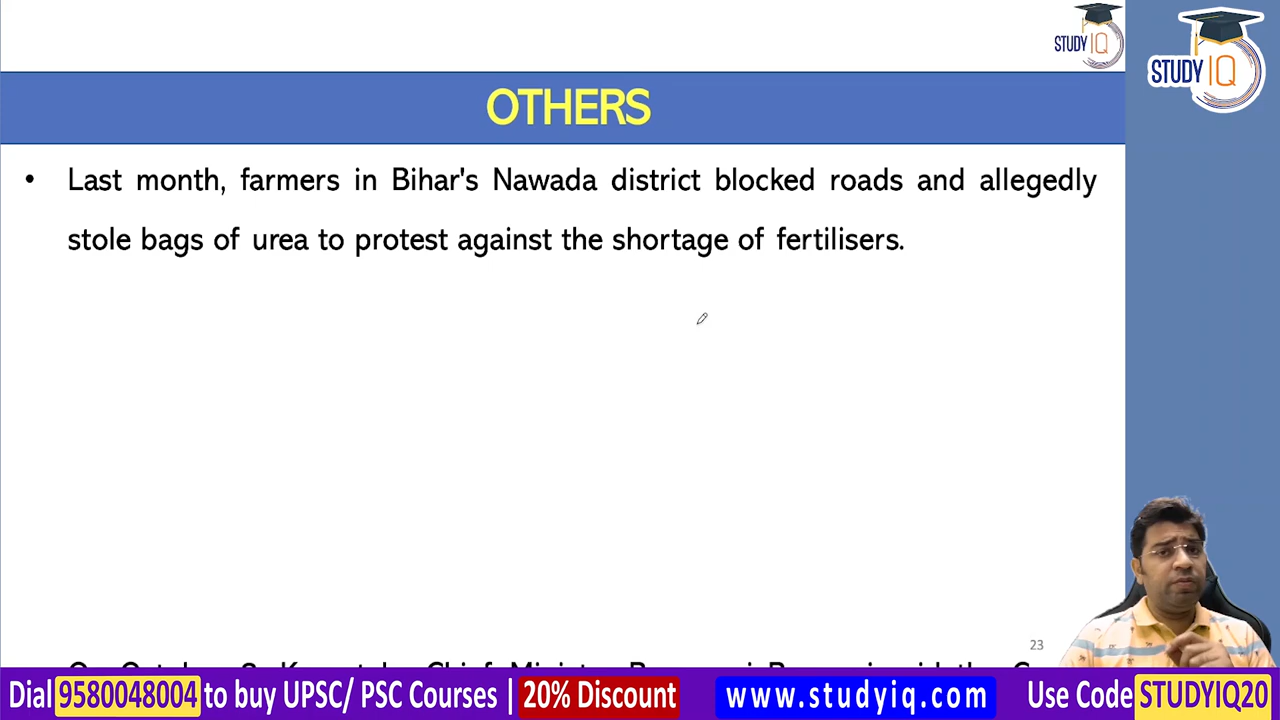 STUDY IQ
STUDY IQ
OTHERS
• Last month, farmers in Bihar's Nawada district blocked roads and allegedly
stole bags of urea to protest against the shortage of fertilisers.
23
Chief
Dial 9580048004 to buy UPSC/ PSC Courses | 20% Discount www.studyiq.com Use Code STUDYIQ20